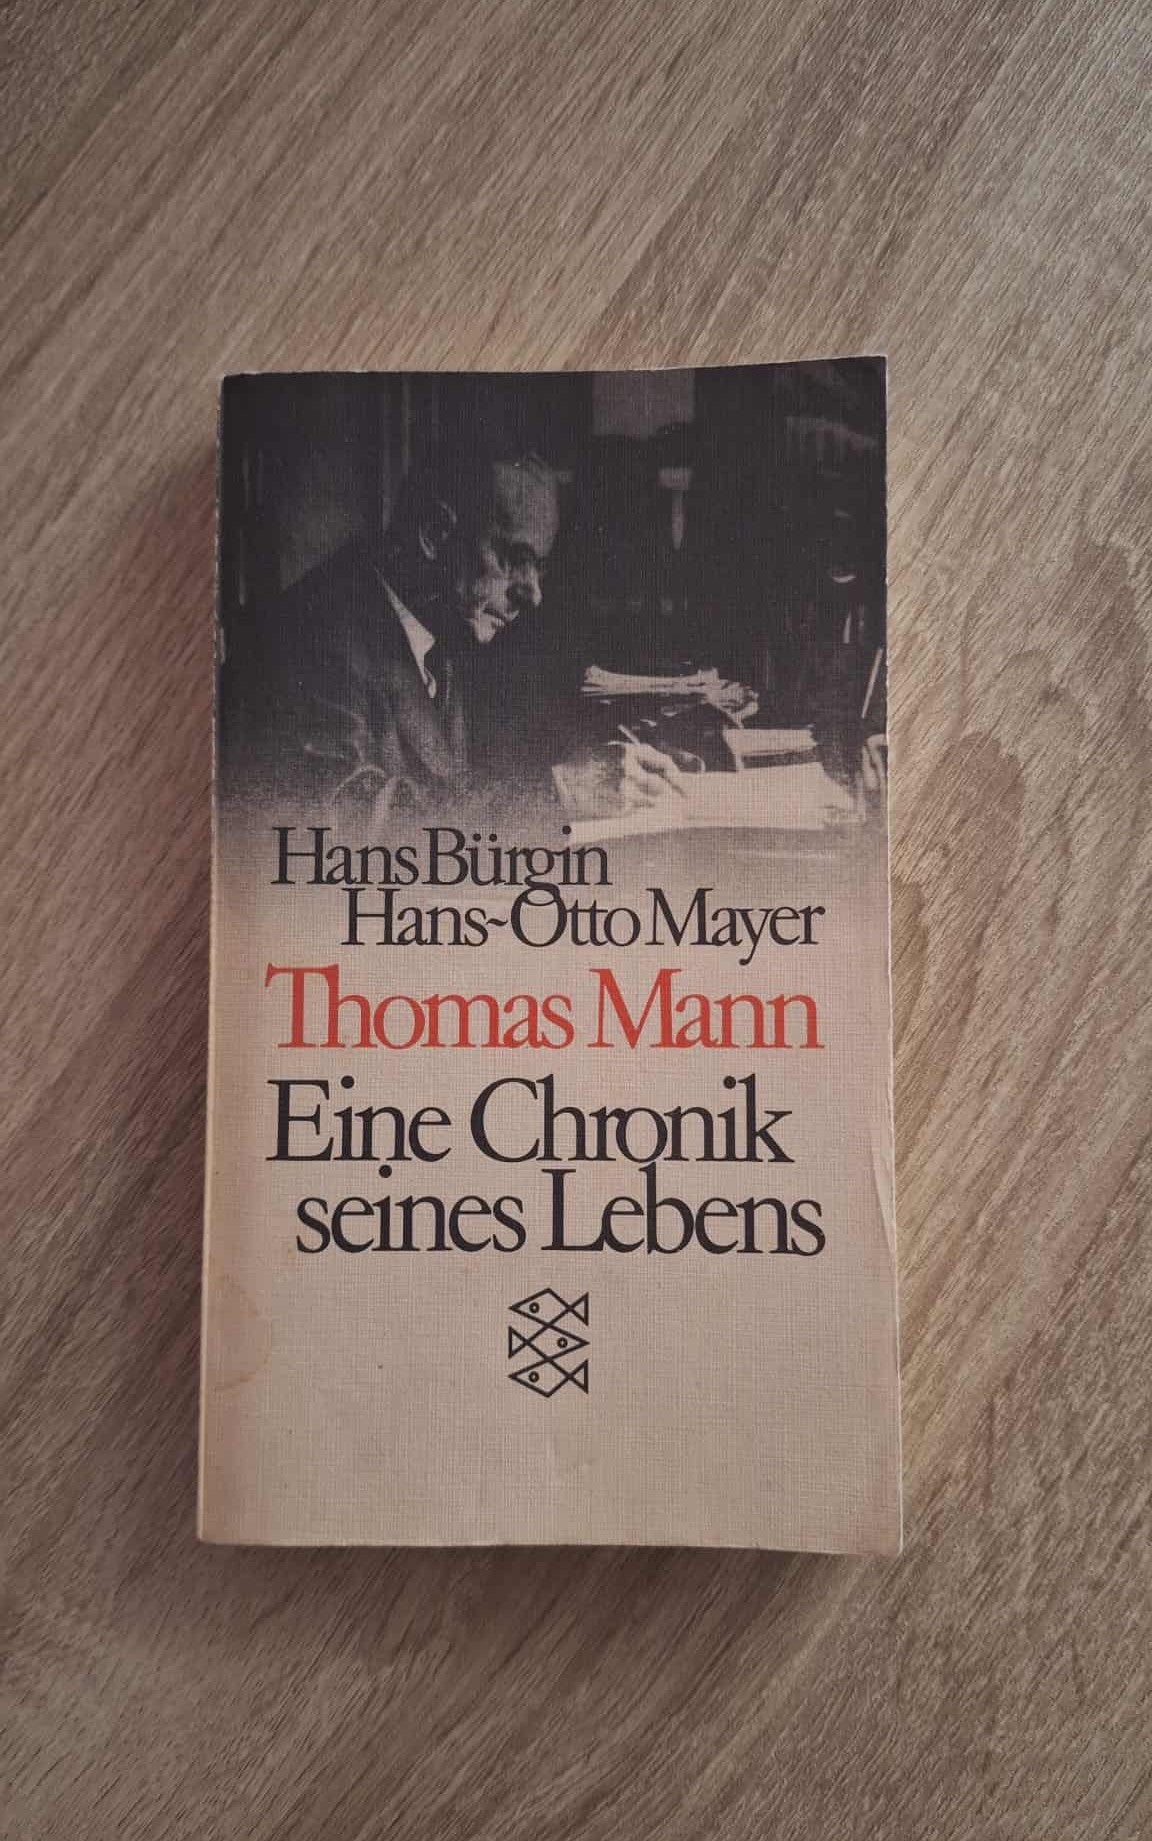 Hans Bürgin
Hans-Otto Mayer
Thomas Mann
Eine Chronik
seines Lebens